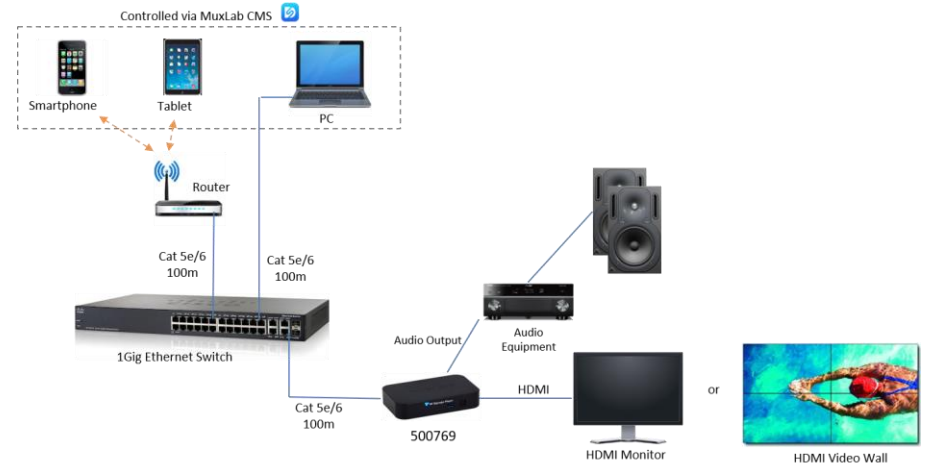 Controlled via MuxLab CMS
Smartphone
Tablet
PC
Router
Cat 5e/6
100m
Cat 5e/6
100m
1Gig Ethernet Switch
Audio Output
Audio
Equipment
Cat 5e/6
100m
500769
HDMI
HDMI Monitor
or
HDMI Video Wall